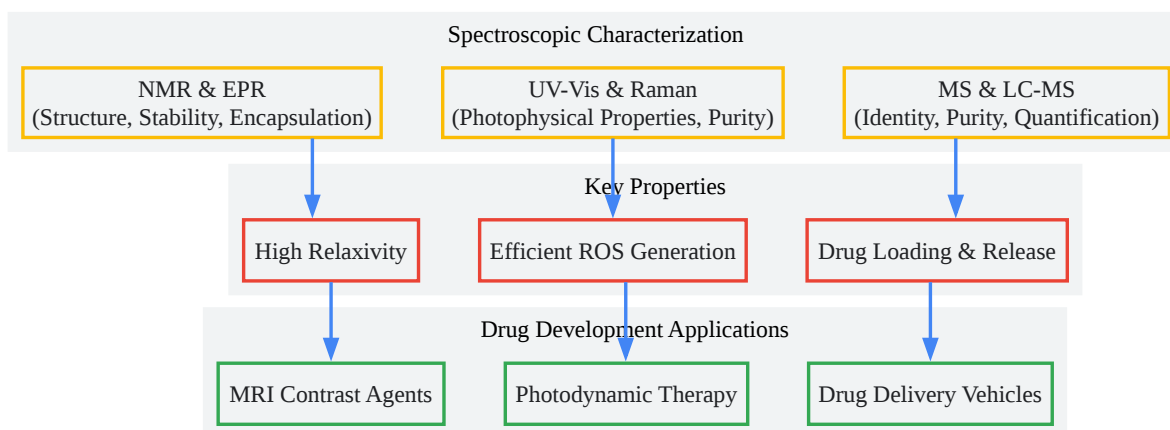 Spectroscopic Characterization
NMR & EPR
(Structure, Stability, Encapsulation)
UV-Vis & Raman
(Photophysical Properties, Purity)
MS & LC-MS
(Identity, Purity, Quantification)
Key Properties
High Relaxivity
Efficient ROS Generation
Drug Loading & Release
Drug Development Applications
MRI Contrast Agents
Photodynamic Therapy
Drug Delivery Vehicles